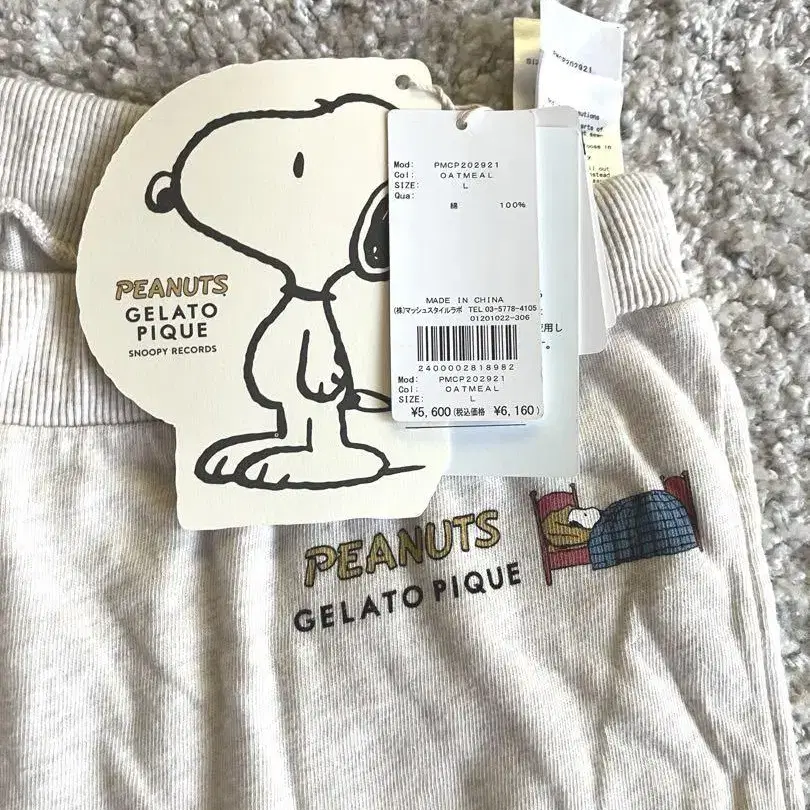 PEANUTS
GELATO
PIQUE
SNOOPY RECORDS
Mod: PMCP202921
Col: OATMEAL
SIZE: L
Qua:
綿 100%
MADE IN CHINA
(株)マッシュスタイルラボ TEL 03-5778-4105
01201022-306
2400002818982
Mod: PMCP202921
Col: OATMEAL
SIZE: L
¥5,600(税込価格 ¥6,160)
PMCP202921
PEANUTS
GELATO PIQUE